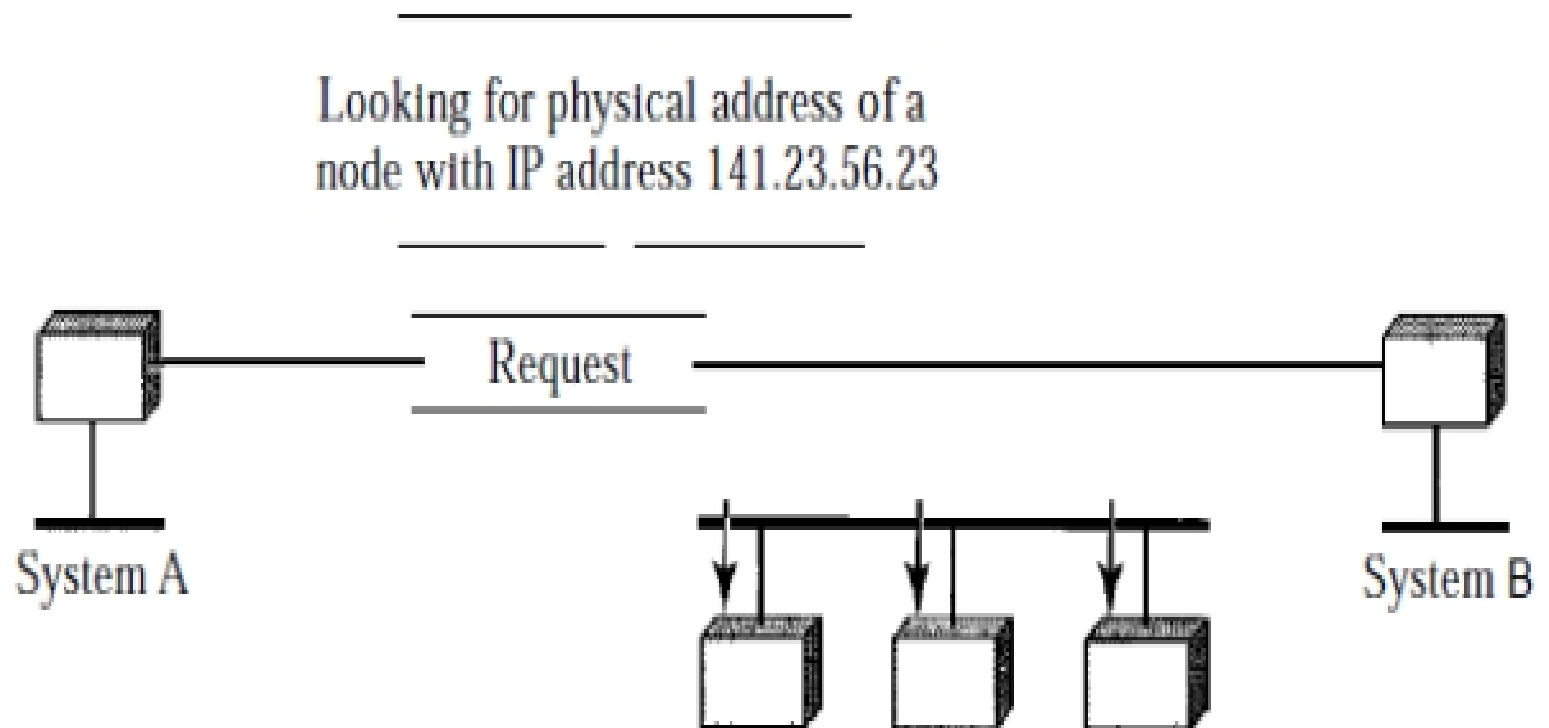 Looking for physical address of a
node with IP address 141.23.56.23
Request
System A
System B